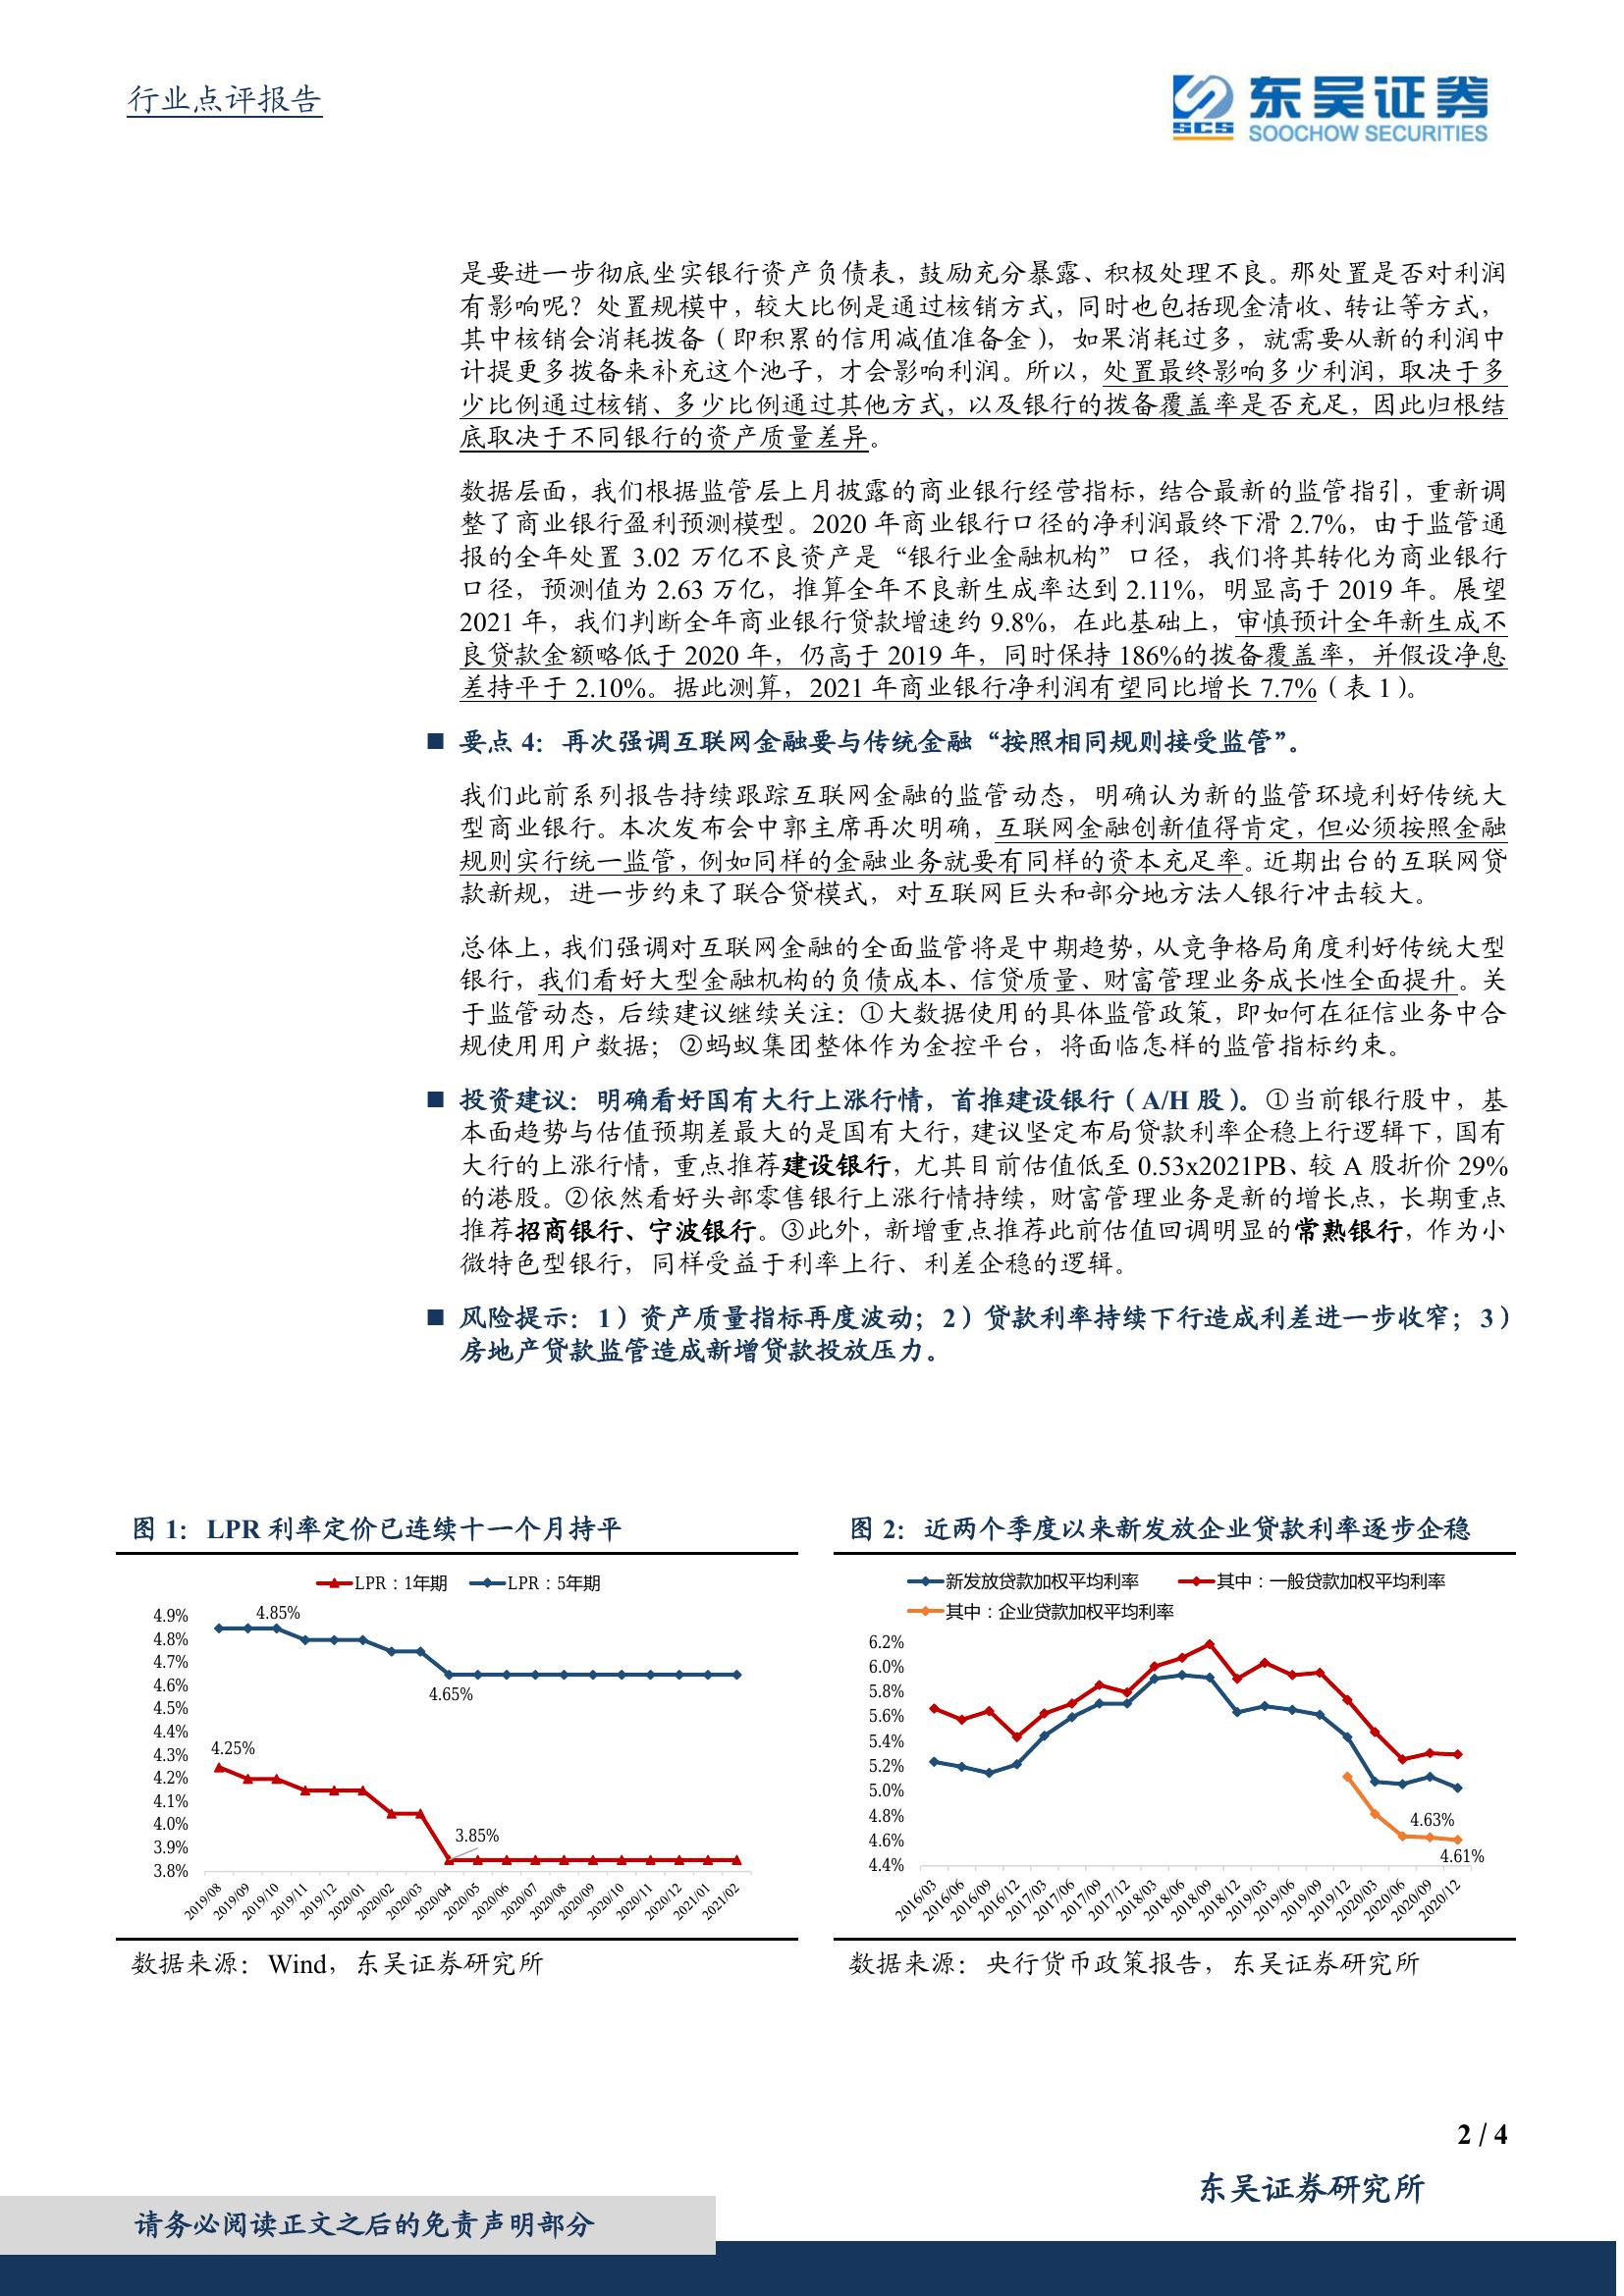 行业点评报告
东吴证券
SCS
SOOCHOW SECURITIES
是要进一步彻底坐实银行资产负债表，鼓励充分暴露、积极处理不良。那处置是否对利润
有影响呢？处置规模中，较大比例是通过核销方式，同时也包括现金清收、转让等方式，
其中核销会消耗拨备（即积累的信用减值准备金），如果消耗过多，就需要从新的利润中
计提更多拨备来补充这个池子，才会影响利润。所以，处置最终影响多少利润，取决于多
少比例通过核销、多少比例通过其他方式，以及银行的拨备覆盖率是否充足，因此归根结
底取决于不同银行的资产质量差异。
数据层面，我们根据监管层上月披露的商业银行经营指标，结合最新的监管指引，重新调
整了商业银行盈利预测模型。2020 年商业银行口径的净利润最终下滑 2.7%，由于监管通
报的全年处置 3.02 万亿不良资产是“银行业金融机构”口径，我们将其转化为商业银行
口径，预测值为 2.63 万亿，推算全年不良新生成率达到 2.11%，明显高于 2019 年。展望
2021 年，我们判断全年商业银行贷款增速约 9.8%，在此基础上，审慎预计全年新生成不
良贷款金额略低于 2020 年，仍高于 2019 年，同时保持 186%的拨备覆盖率，并假设净息
差持平于 2.10%。据此测算，2021 年商业银行净利润有望同比增长 7.7%（表 1）。
■ 要点 4：再次强调互联网金融要与传统金融“按照相同规则接受监管”。
我们此前系列报告持续跟踪互联网金融的监管动态，明确认为新的监管环境利好传统大
型商业银行。本次发布会中郭主席再次明确，互联网金融创新值得肯定，但必须按照金融
规则实行统一监管，例如同样的金融业务就要有同样的资本充足率。近期出台的互联网贷
款新规，进一步约束了联合贷模式，对互联网巨头和部分地方法人银行冲击较大。
总体上，我们强调对互联网金融的全面监管将是中期趋势，从竞争格局角度利好传统大型
银行，我们看好大型金融机构的负债成本、信贷质量、财富管理业务成长性全面提升。关
于监管动态，后续建议继续关注：①大数据使用的具体监管政策，即如何在征信业务中合
规使用用户数据；②蚂蚁集团整体作为金控平台，将面临怎样的监管指标约束。
■ 投资建议：明确看好国有大行上涨行情，首推建设银行（A/H 股）。①当前银行股中，基
本面趋势与估值预期差最大的是国有大行，建议坚定布局贷款利率企稳上行逻辑下，国有
大行的上涨行情，重点推荐建设银行，尤其目前估值低至 0.53x2021PB、较 A 股折价 29%
的港股。②依然看好头部零售银行上涨行情持续，财富管理业务是新的增长点，长期重点
推荐招商银行、宁波银行。③此外，新增重点推荐此前估值回调明显的常熟银行，作为小
微特色型银行，同样受益于利率上行、利差企稳的逻辑。
■ 风险提示：1）资产质量指标再度波动；2）贷款利率持续下行造成利差进一步收窄；3）
房地产贷款监管造成新增贷款投放压力。
图 1：LPR 利率定价已连续十一个月持平
LPR：1年期 LPR：5年期
4.9%
4.8%
4.7%
4.6%
4.5%
4.4%
4.3%
4.2%
4.1%
4.0%
3.9%
3.8%
4.85%
4.65%
4.25%
3.85%
2019/08 2019/09 2019/10 2019/11 2019/12 2020/01 2020/02 2020/03 2020/04 2020/05 2020/06 2020/07 2020/08 2020/09 2020/10 2020/11 2020/12 2021/01 2021/02
数据来源：Wind，东吴证券研究所
图 2：近两个季度以来新发放企业贷款利率逐步企稳
新发放贷款加权平均利率 其中：一般贷款加权平均利率
其中：企业贷款加权平均利率
6.2%
6.0%
5.8%
5.6%
5.4%
5.2%
5.0%
4.8%
4.6%
4.4%
4.63%
4.61%
2016/03 2016/06 2016/09 2016/12 2017/03 2017/06 2017/09 2017/12 2018/03 2018/06 2018/09 2018/12 2019/03 2019/06 2019/09 2019/12 2020/03 2020/06 2020/09 2020/12
数据来源：央行货币政策报告，东吴证券研究所
2 / 4
东吴证券研究所
请务必阅读正文之后的免责声明部分